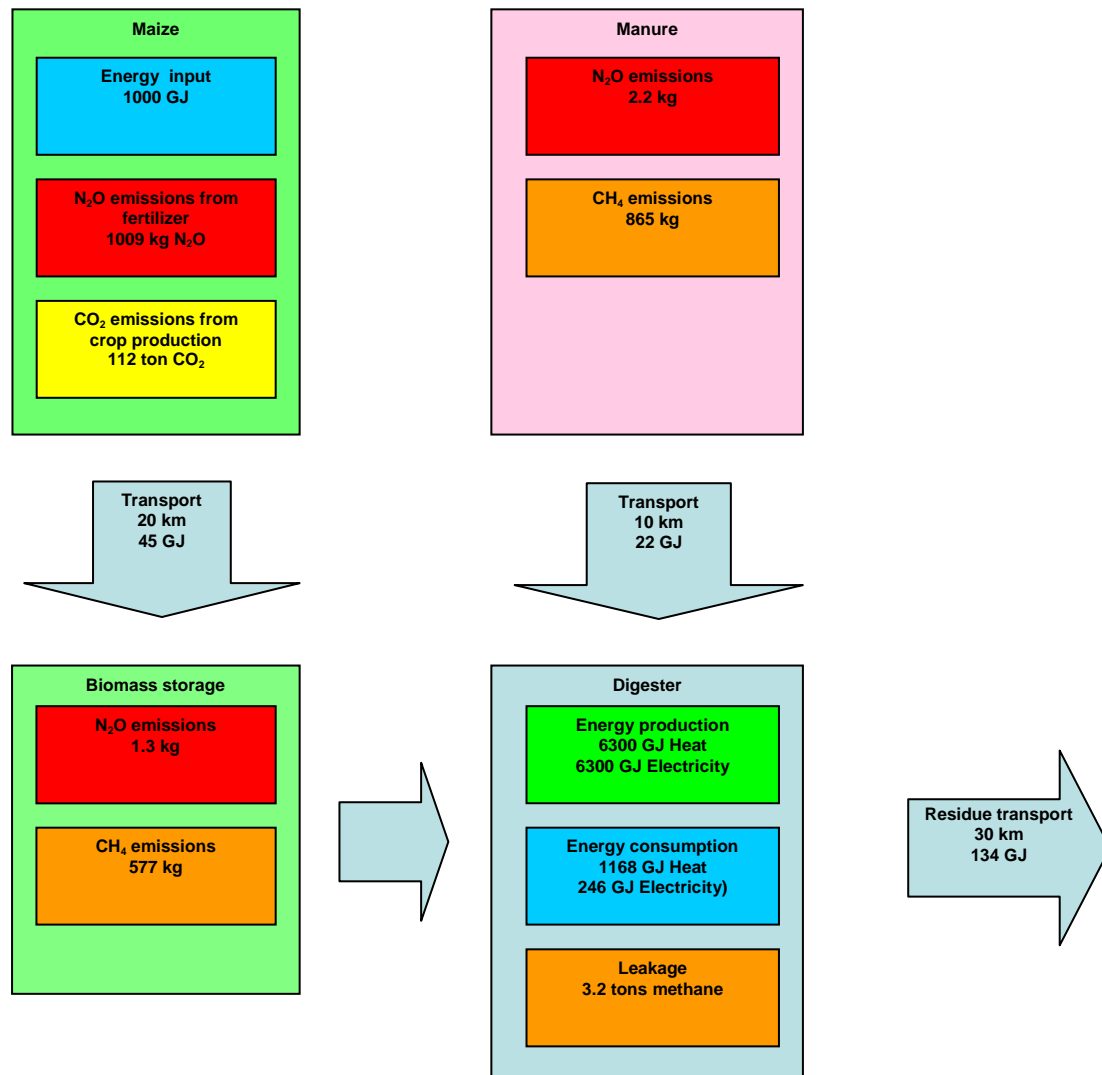 Maize
Energy input
1000 GJ
N₂O emissions from
fertilizer
1009 kg N₂O
CO₂ emissions from
crop production
112 ton CO₂
Manure
N₂O emissions
2.2 kg
CH₄ emissions
865 kg
Transport
20 km
45 GJ
Transport
10 km
22 GJ
Biomass storage
N₂O emissions
1.3 kg
CH₄ emissions
577 kg
Digester
Energy production
6300 GJ Heat
6300 GJ Electricity
Energy consumption
1168 GJ Heat
246 GJ Electricity)
Leakage
3.2 tons methane
Residue transport
30 km
134 GJ